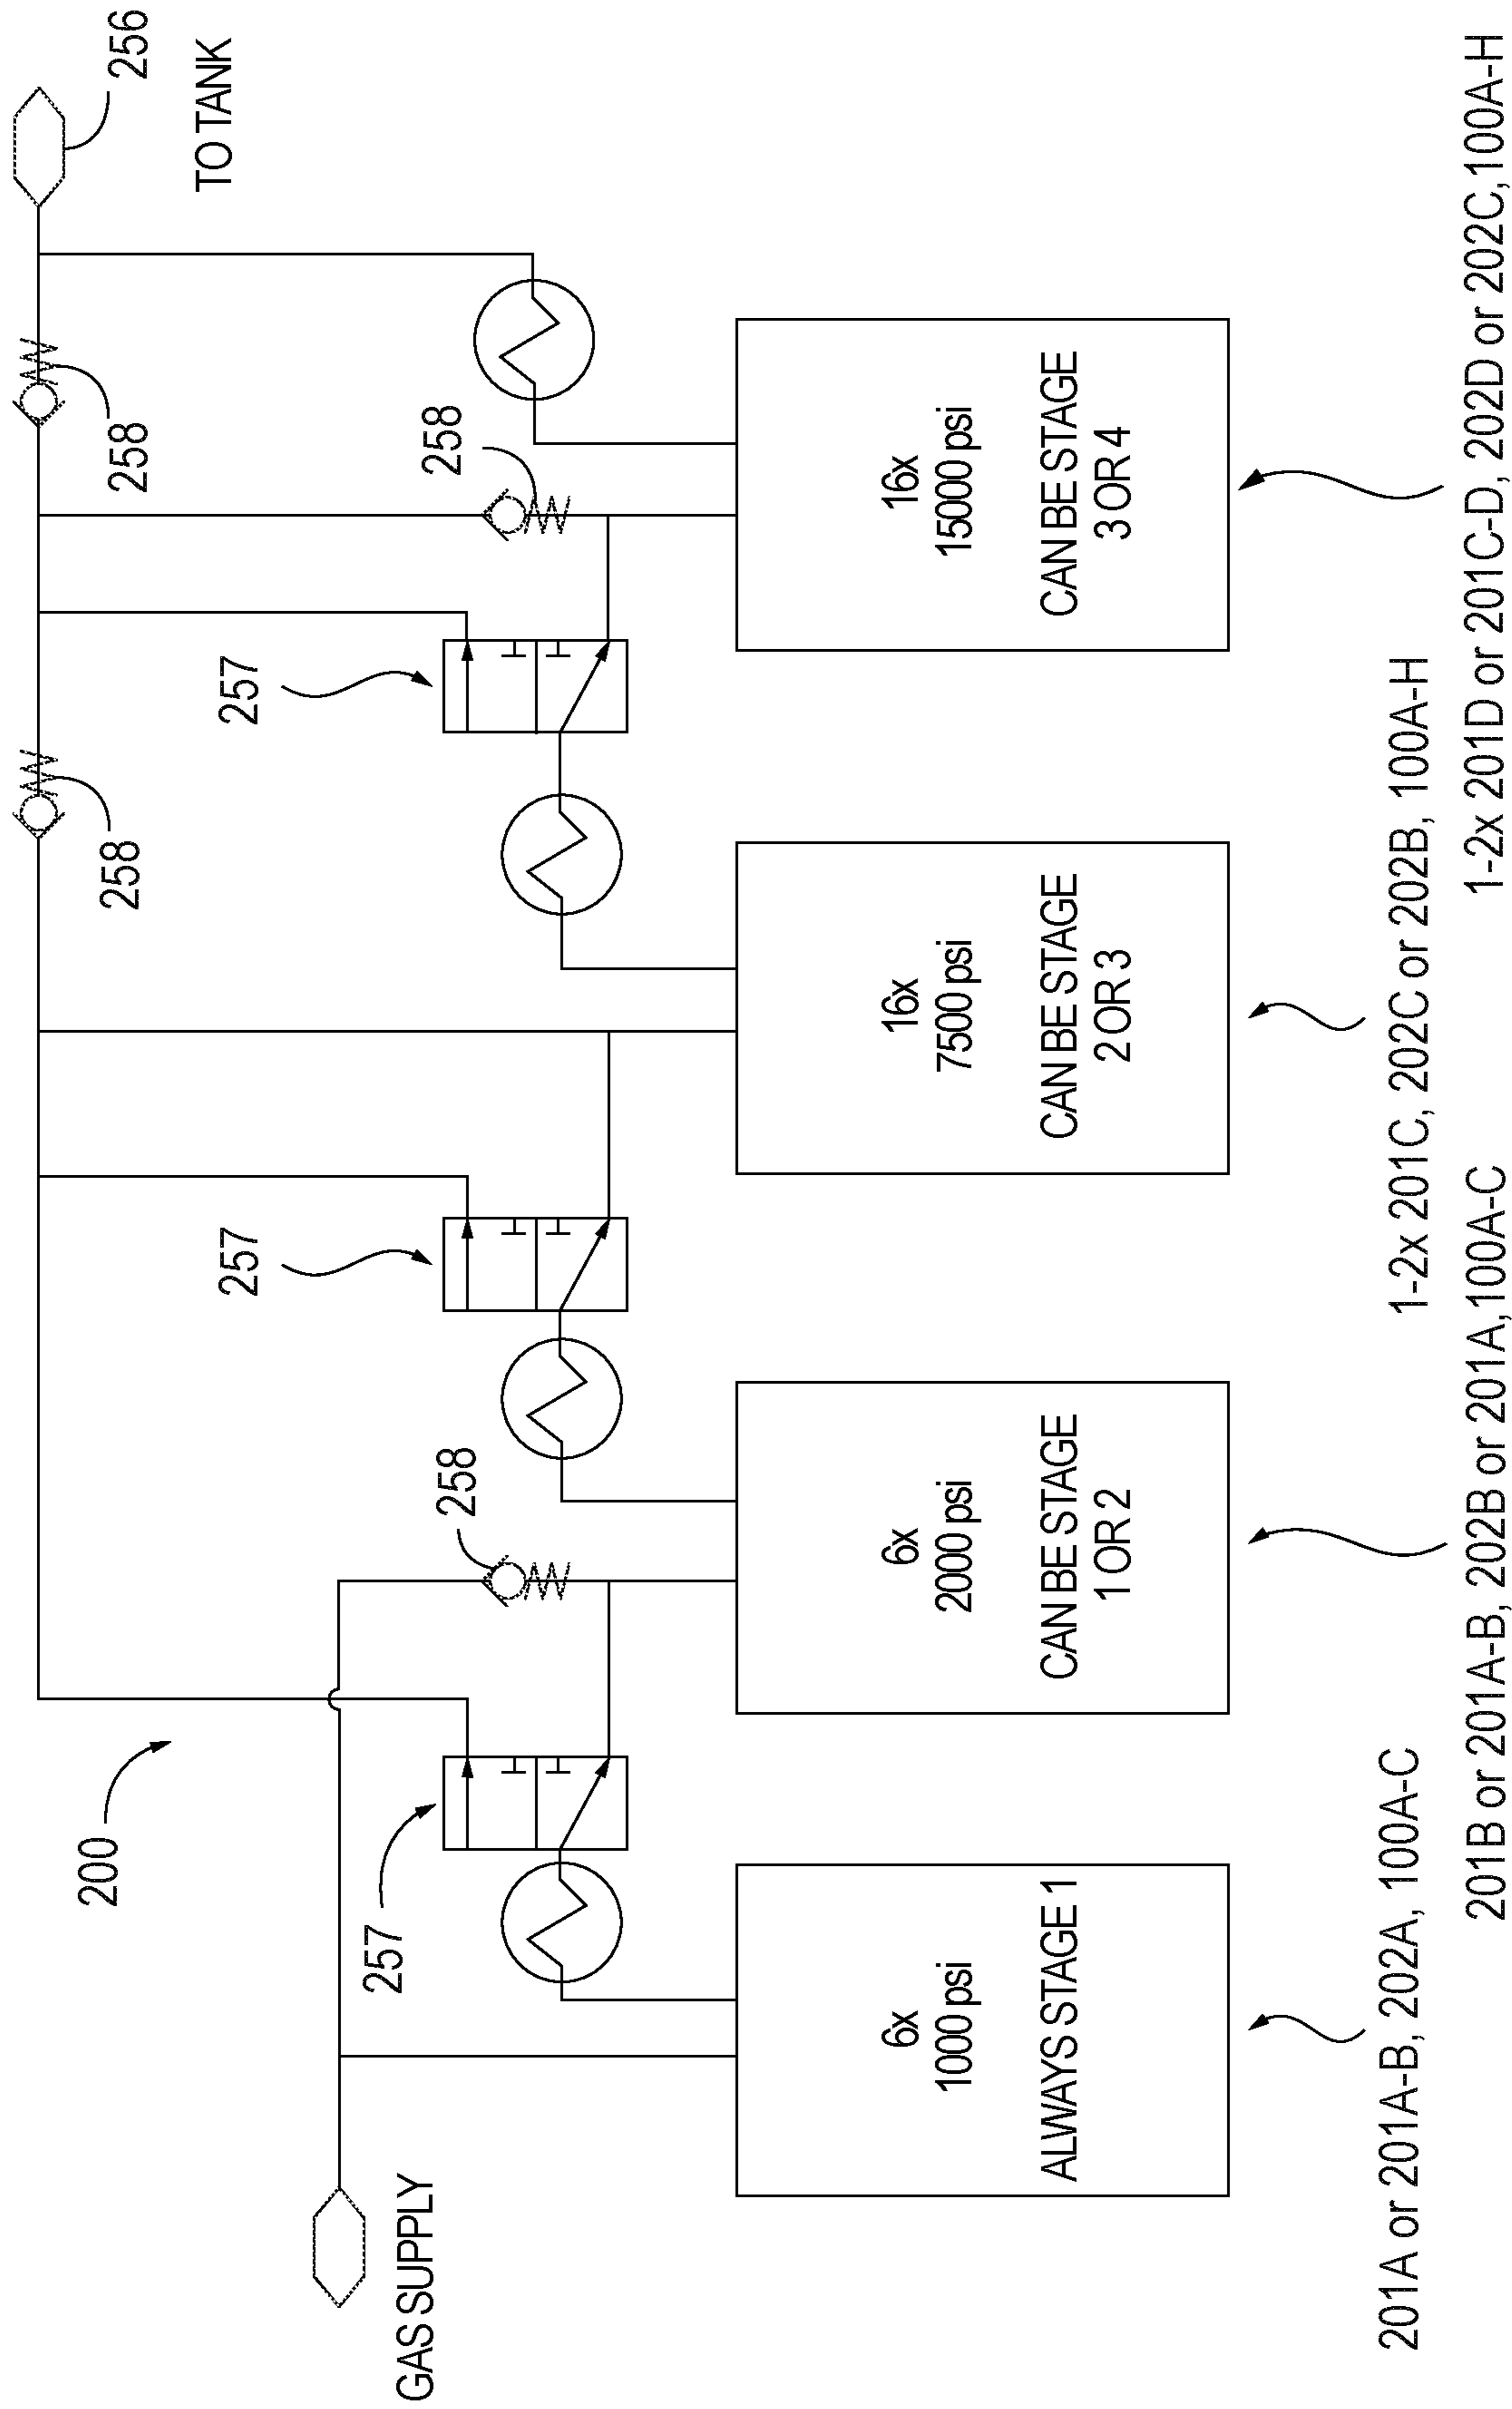 256
TO TANK
258
258
258
257
257
258
200
257
GAS SUPPLY
6x
1000 psi
ALWAYS STAGE 1
6x
2000 psi
CAN BE STAGE
1 OR 2
16x
7500 psi
CAN BE STAGE
2 OR 3
16x
15000 psi
CAN BE STAGE
3 OR 4
201A or 201A-B, 202A, 100A-C
201B or 201A-B, 202B or 201A,100A-C
1-2x 201C, 202C or 202B, 100A-H
1-2x 201D or 201C-D, 202D or 202C,100A-H